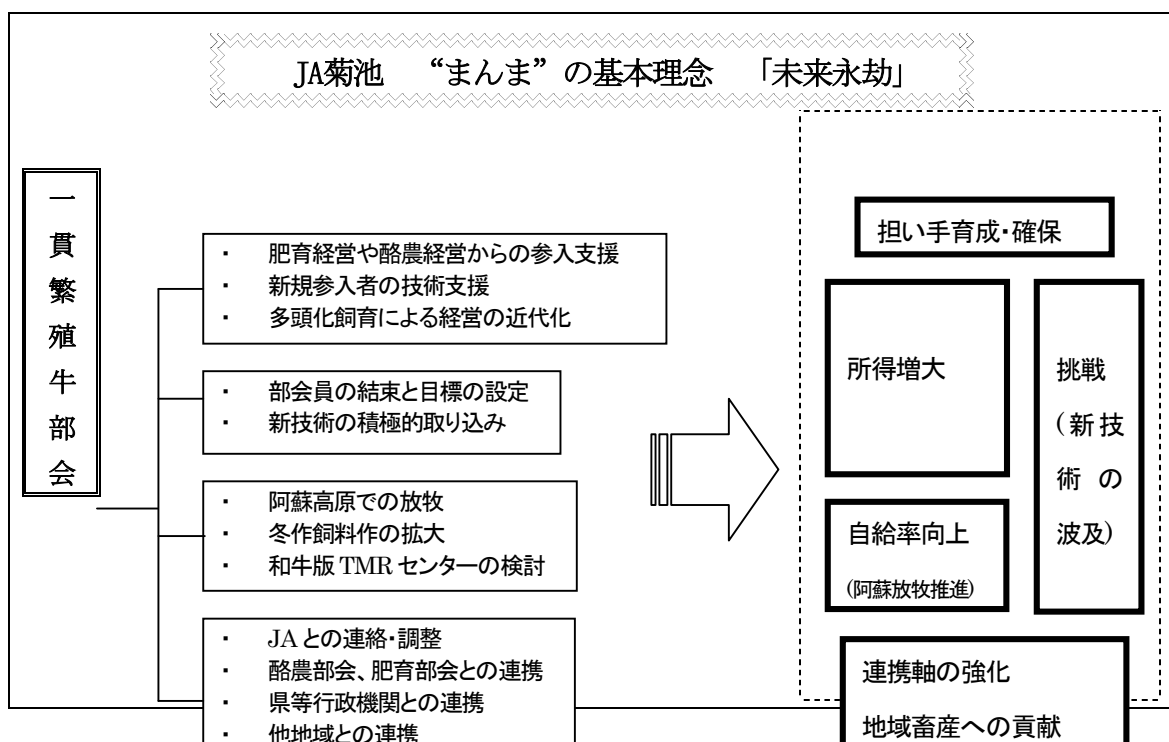 JA菊池 “まんま”の基本理念 「未来永劫」
一貫繁殖牛部会
・ 肥育経営や酪農経営からの参入支援
・ 新規参入者の技術支援
・ 多頭化飼育による経営の近代化
・ 部会員の結束と目標の設定
・ 新技術の積極的取り込み
・ 阿蘇高原での放牧
・ 冬作飼料作の拡大
・ 和牛版 TMR センターの検討
・ JA との連絡・調整
・ 酪農部会、肥育部会との連携
・ 県等行政機関との連携
・ 他地域との連携
担い手育成・確保
所得増大
挑戦
(新技
術の
波及)
自給率向上
(阿蘇放牧推進)
連携軸の強化
地域畜産への貢献